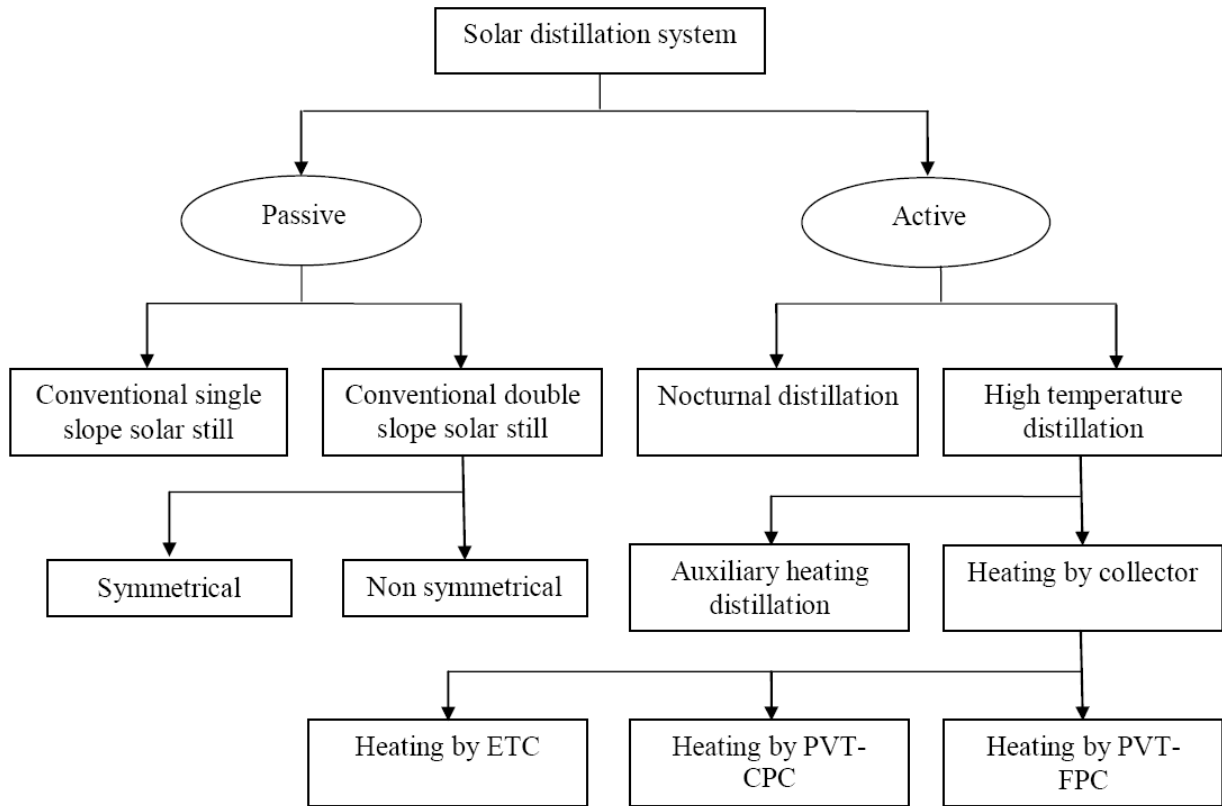 Solar distillation system
Passive
Active
Conventional single
slope solar still
Conventional double
slope solar still
Nocturnal distillation
High temperature
distillation
Symmetrical
Non symmetrical
Auxiliary heating
distillation
Heating by collector
Heating by ETC
Heating by PVT-
CPC
Heating by PVT-
FPC